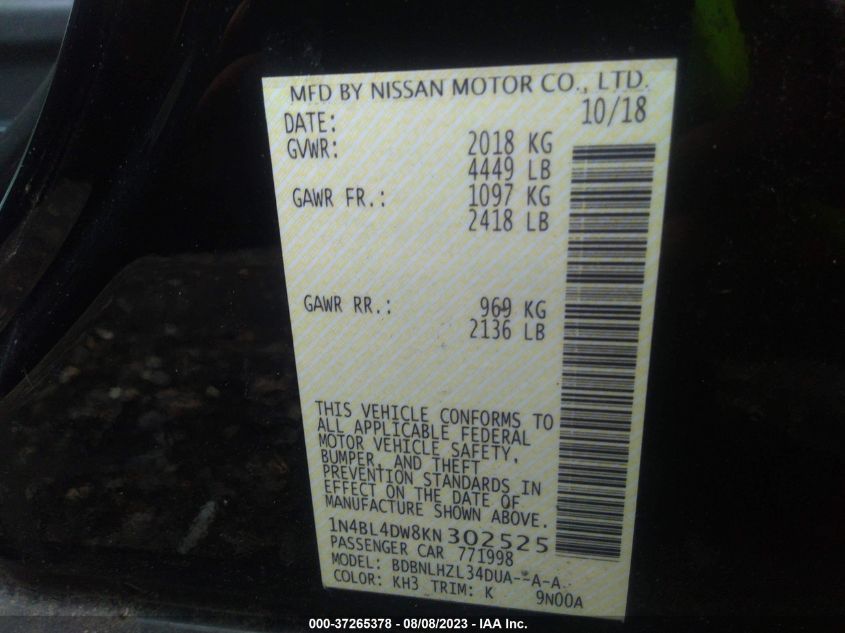 MFD BY NISSAN MOTOR CO., LTD.
DATE: 10/18
GVWR: 2018 KG
4449 LB
GAWR FR.: 1097 KG
2418 LB
GAWR RR.: 969 KG
2136 LB
THIS VEHICLE CONFORMS TO
ALL APPLICABLE FEDERAL
MOTOR VEHICLE SAFETY,
BUMPER, AND THEFT
PREVENTION STANDARDS IN
EFFECT ON THE DATE OF
MANUFACTURE SHOWN ABOVE.
1N4BL4DW8KN302525
PASSENGER CAR 771998
MODEL: BDBNLHZL34DUA--A-A
COLOR: KH3 TRIM: K 9N00A
000-37265378 - 08/08/2023 - IAA Inc.